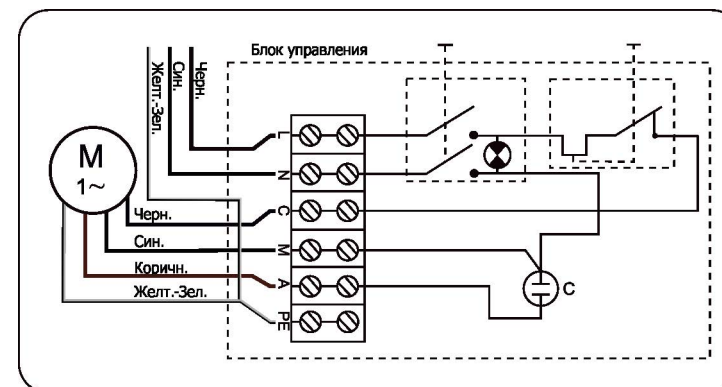 Блок управления
Желт.-Зел.
Син.
Черн.
M
1~
L
N
C
M
A
PE
Черн.
Син.
Коричн.
Желт.-Зел.
C